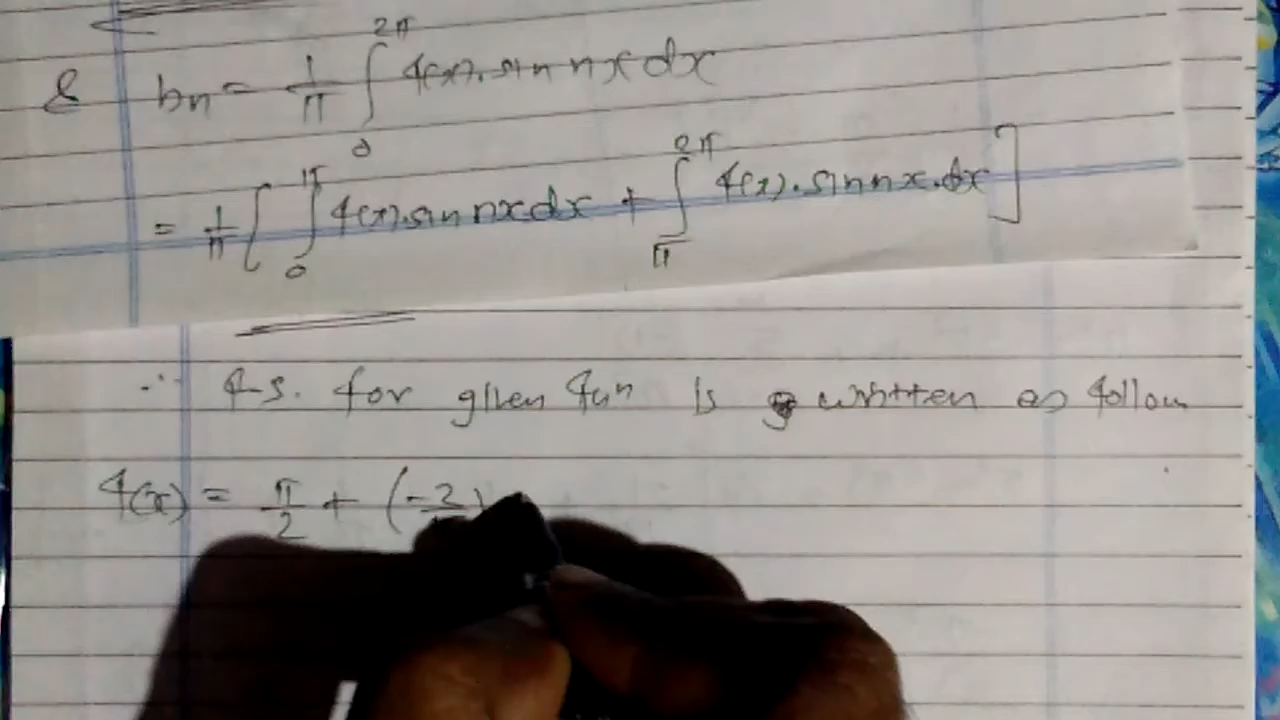 & bn = 1/π ∫₀^2π f(x). sin nx dx
= 1/π [ ∫₀^π f(x). sin nx dx + ∫_π^2π f(x). sin nx. dx ]
∴ f-s. for given fun is written as follow
f(x) = π/2 + (-2